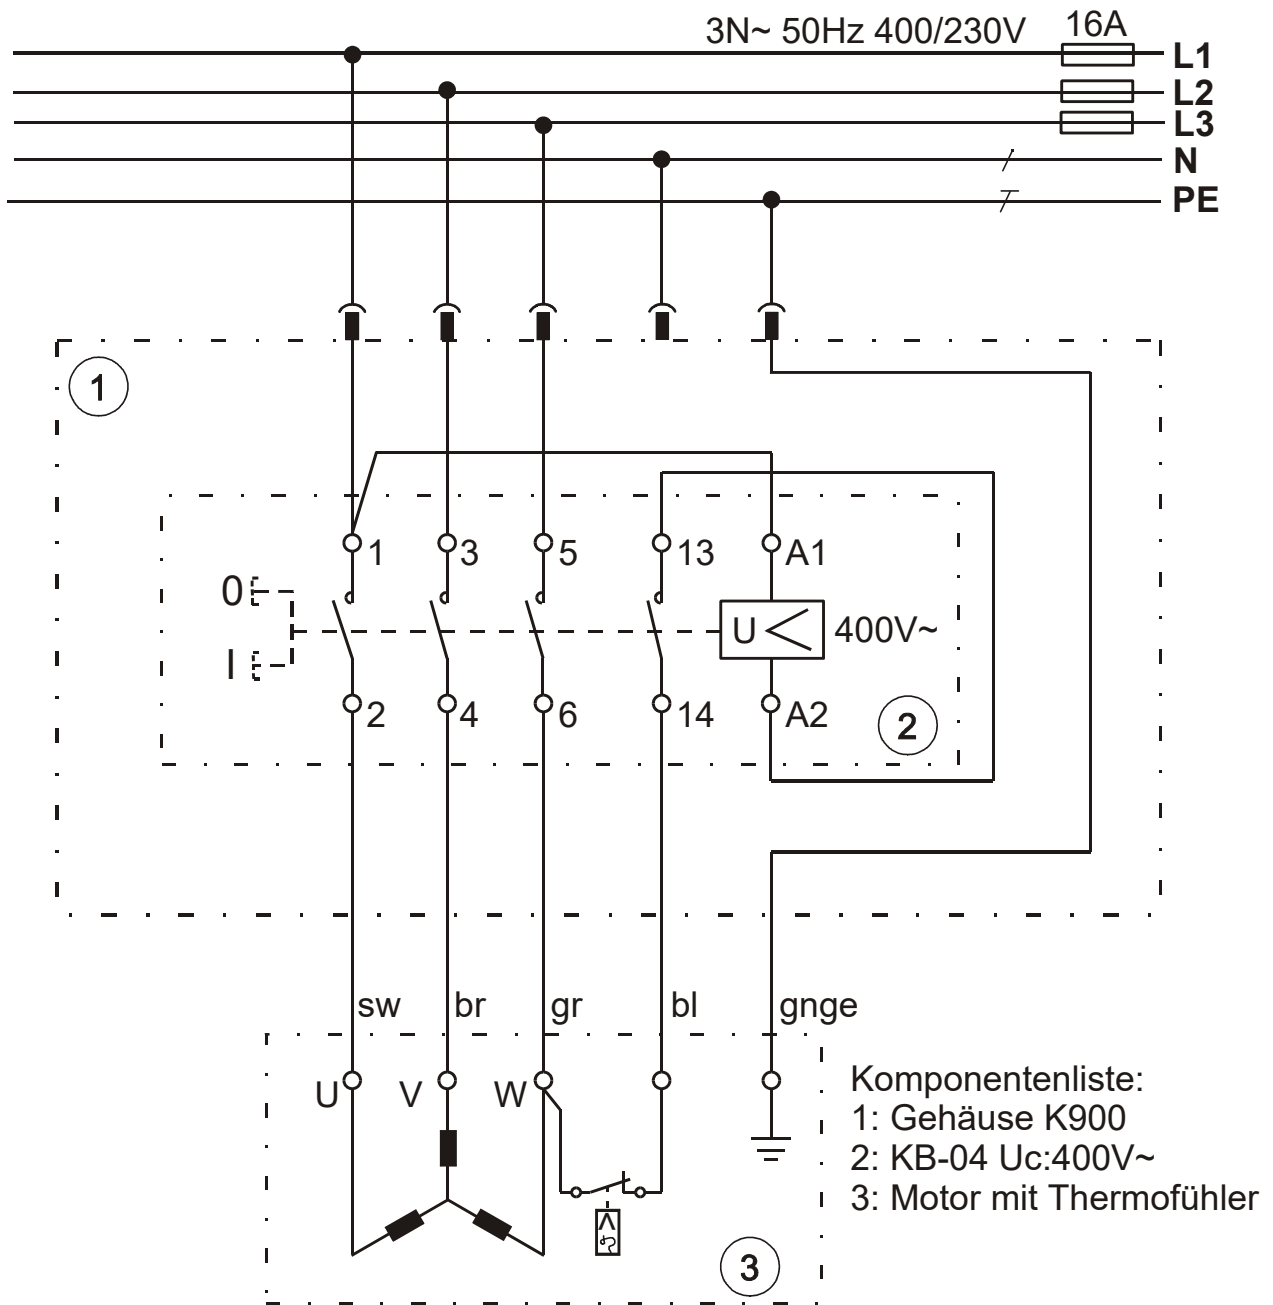 3N~ 50Hz 400/230V 16A L1
L2
L3
N
PE
1
1 3 5 13 A1
0
U < 400V~
I
2 4 6 14 A2
2
sw br gr bl gnge
U V W
Komponentenliste:
1: Gehäuse K900
2: KB-04 Uc:400V~
3: Motor mit Thermofühler
3